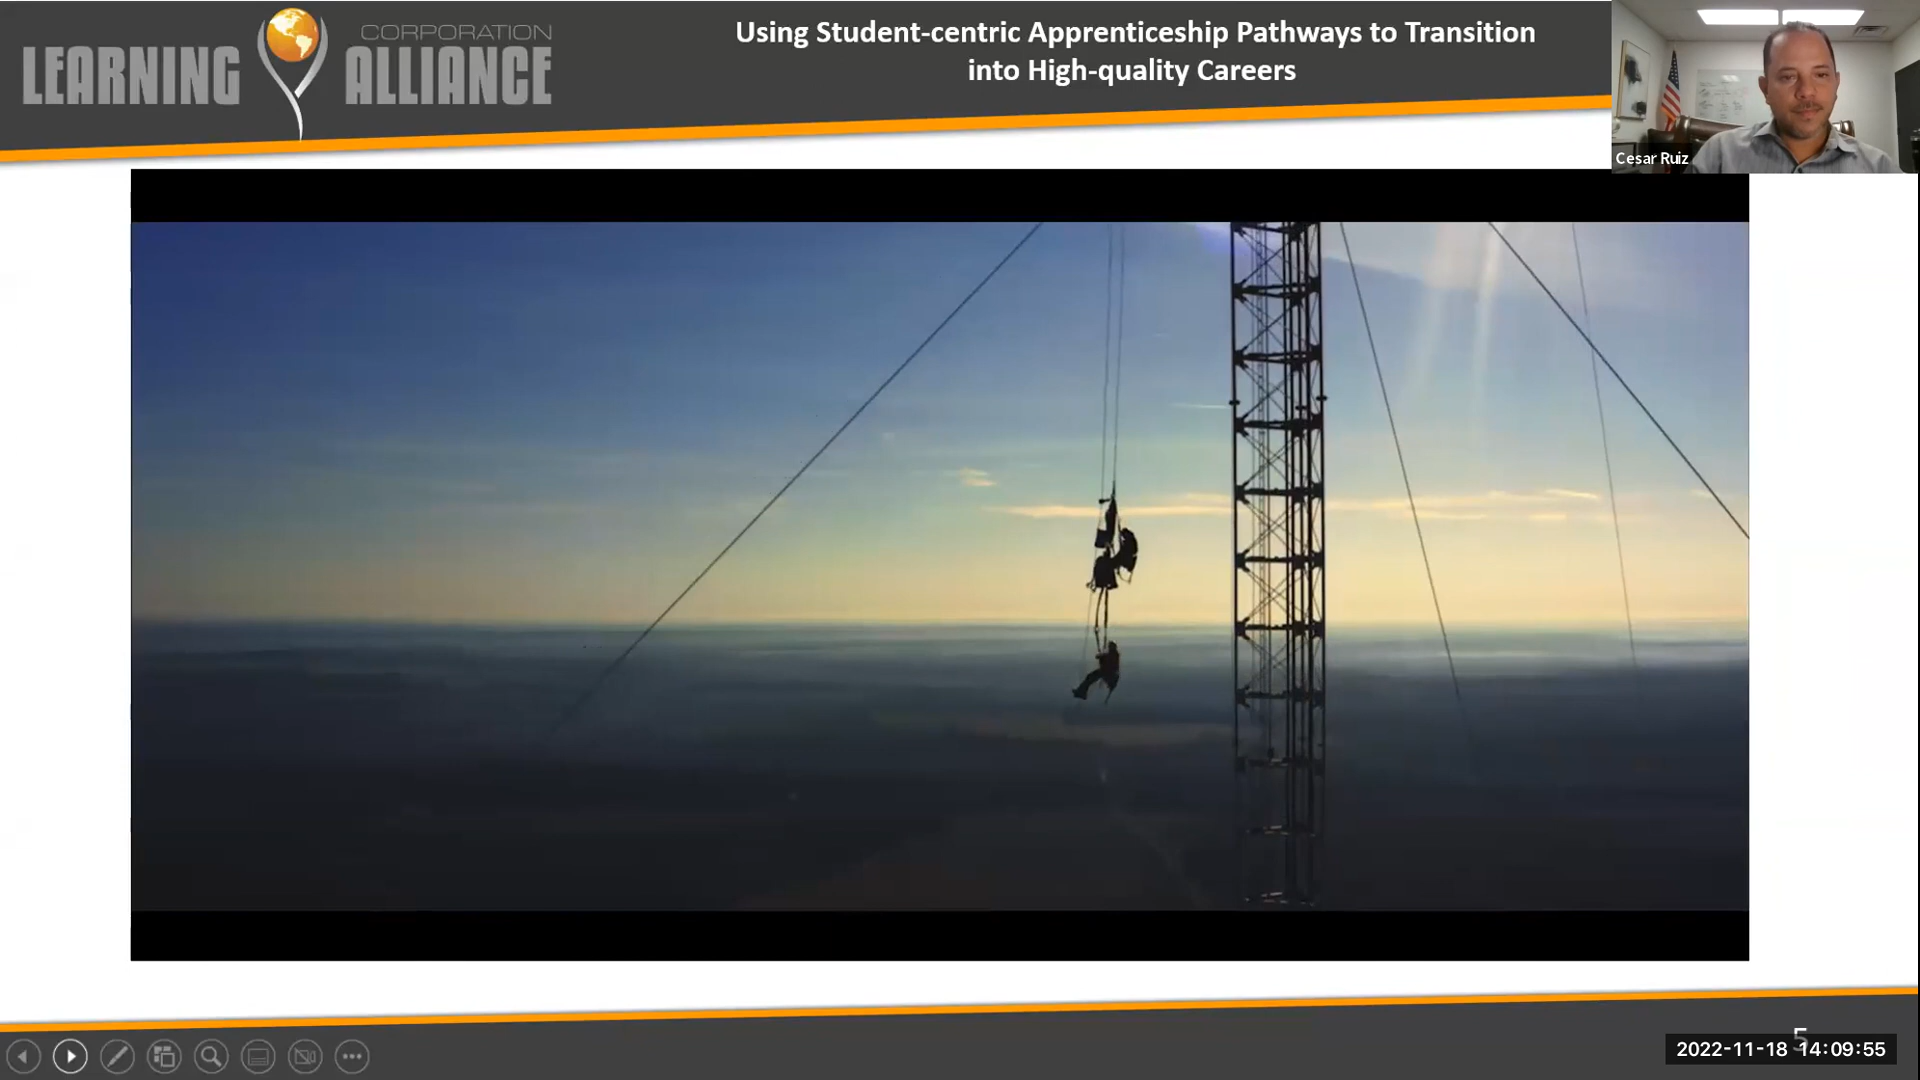 CORPORATION
LEARNING ALLIANCE
Using Student-centric Apprenticeship Pathways to Transition
into High-quality Careers
Cesar Ruiz
5
2022-11-18 14:09:55